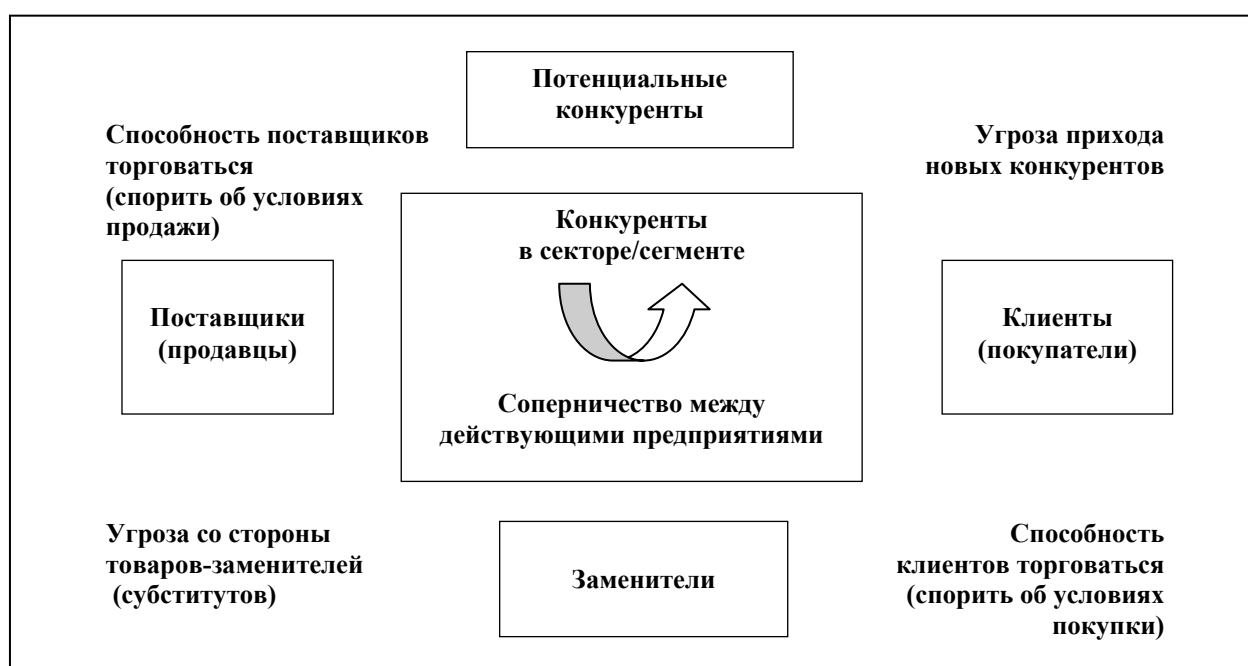 Потенциальные
конкуренты
Способность поставщиков
торговаться
(спорить об условиях
продажи)
Угроза прихода
новых конкурентов
Конкуренты
в секторе/сегменте
Поставщики
(продавцы)
Клиенты
(покупатели)
Соперничество между
действующими предприятиями
Угроза со стороны
товаров-заменителей
(субститутов)
Заменители
Способность
клиентов торговаться
(спорить об условиях
покупки)